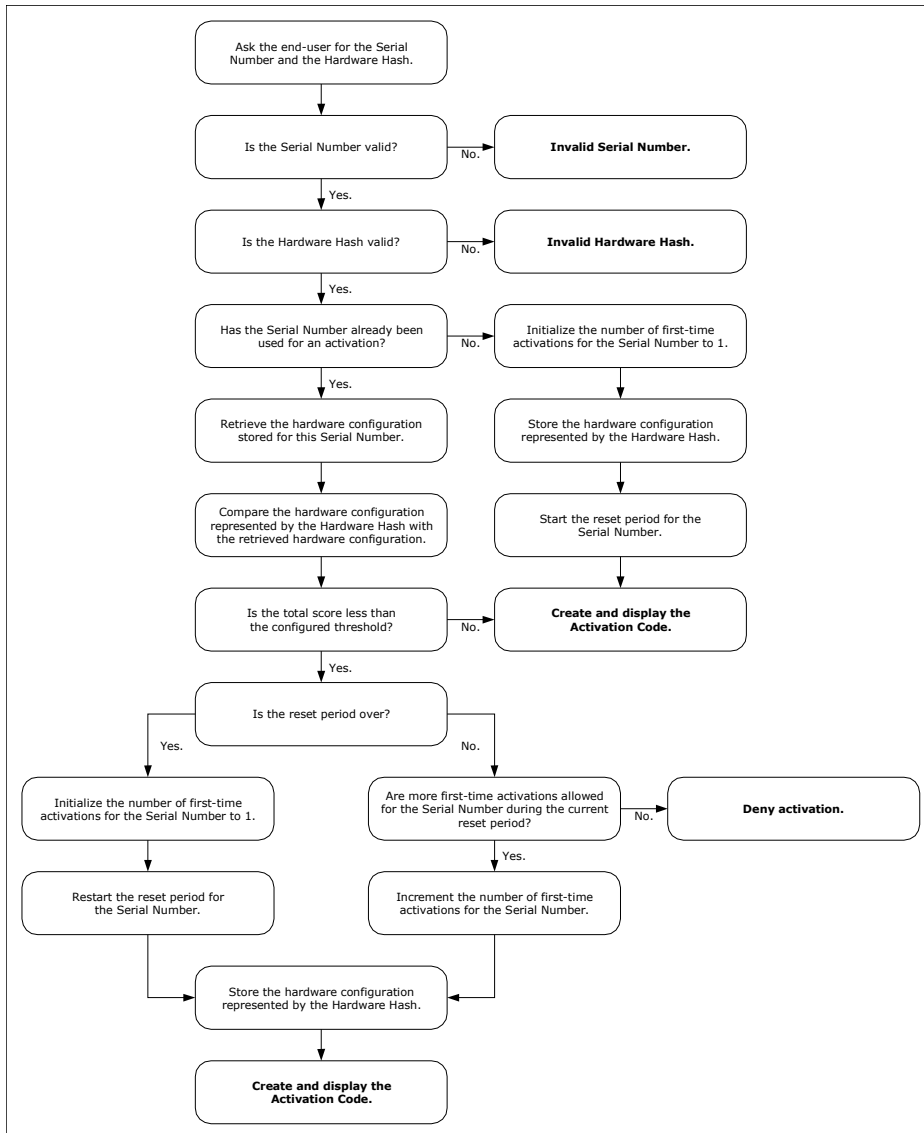 Ask the end-user for the Serial
Number and the Hardware Hash.
Is the Serial Number valid?
No.
Invalid Serial Number.
Yes.
Is the Hardware Hash valid?
No.
Invalid Hardware Hash.
Yes.
Has the Serial Number already been
used for an activation?
No.
Initialize the number of first-time
activations for the Serial Number to 1.
Yes.
Retrieve the hardware configuration
stored for this Serial Number.
Store the hardware configuration
represented by the Hardware Hash.
Compare the hardware configuration
represented by the Hardware Hash with
the retrieved hardware configuration.
Start the reset period for the
Serial Number.
Is the total score less than
the configured threshold?
No.
Create and display the
Activation Code.
Yes.
Is the reset period over?
Yes.
No.
Initialize the number of first-time
activations for the Serial Number to 1.
Are more first-time activations allowed
for the Serial Number during the current
reset period?
No.
Deny activation.
Yes.
Restart the reset period for
the Serial Number.
Increment the number of first-time
activations for the Serial Number.
Store the hardware configuration
represented by the Hardware Hash.
Create and display the
Activation Code.